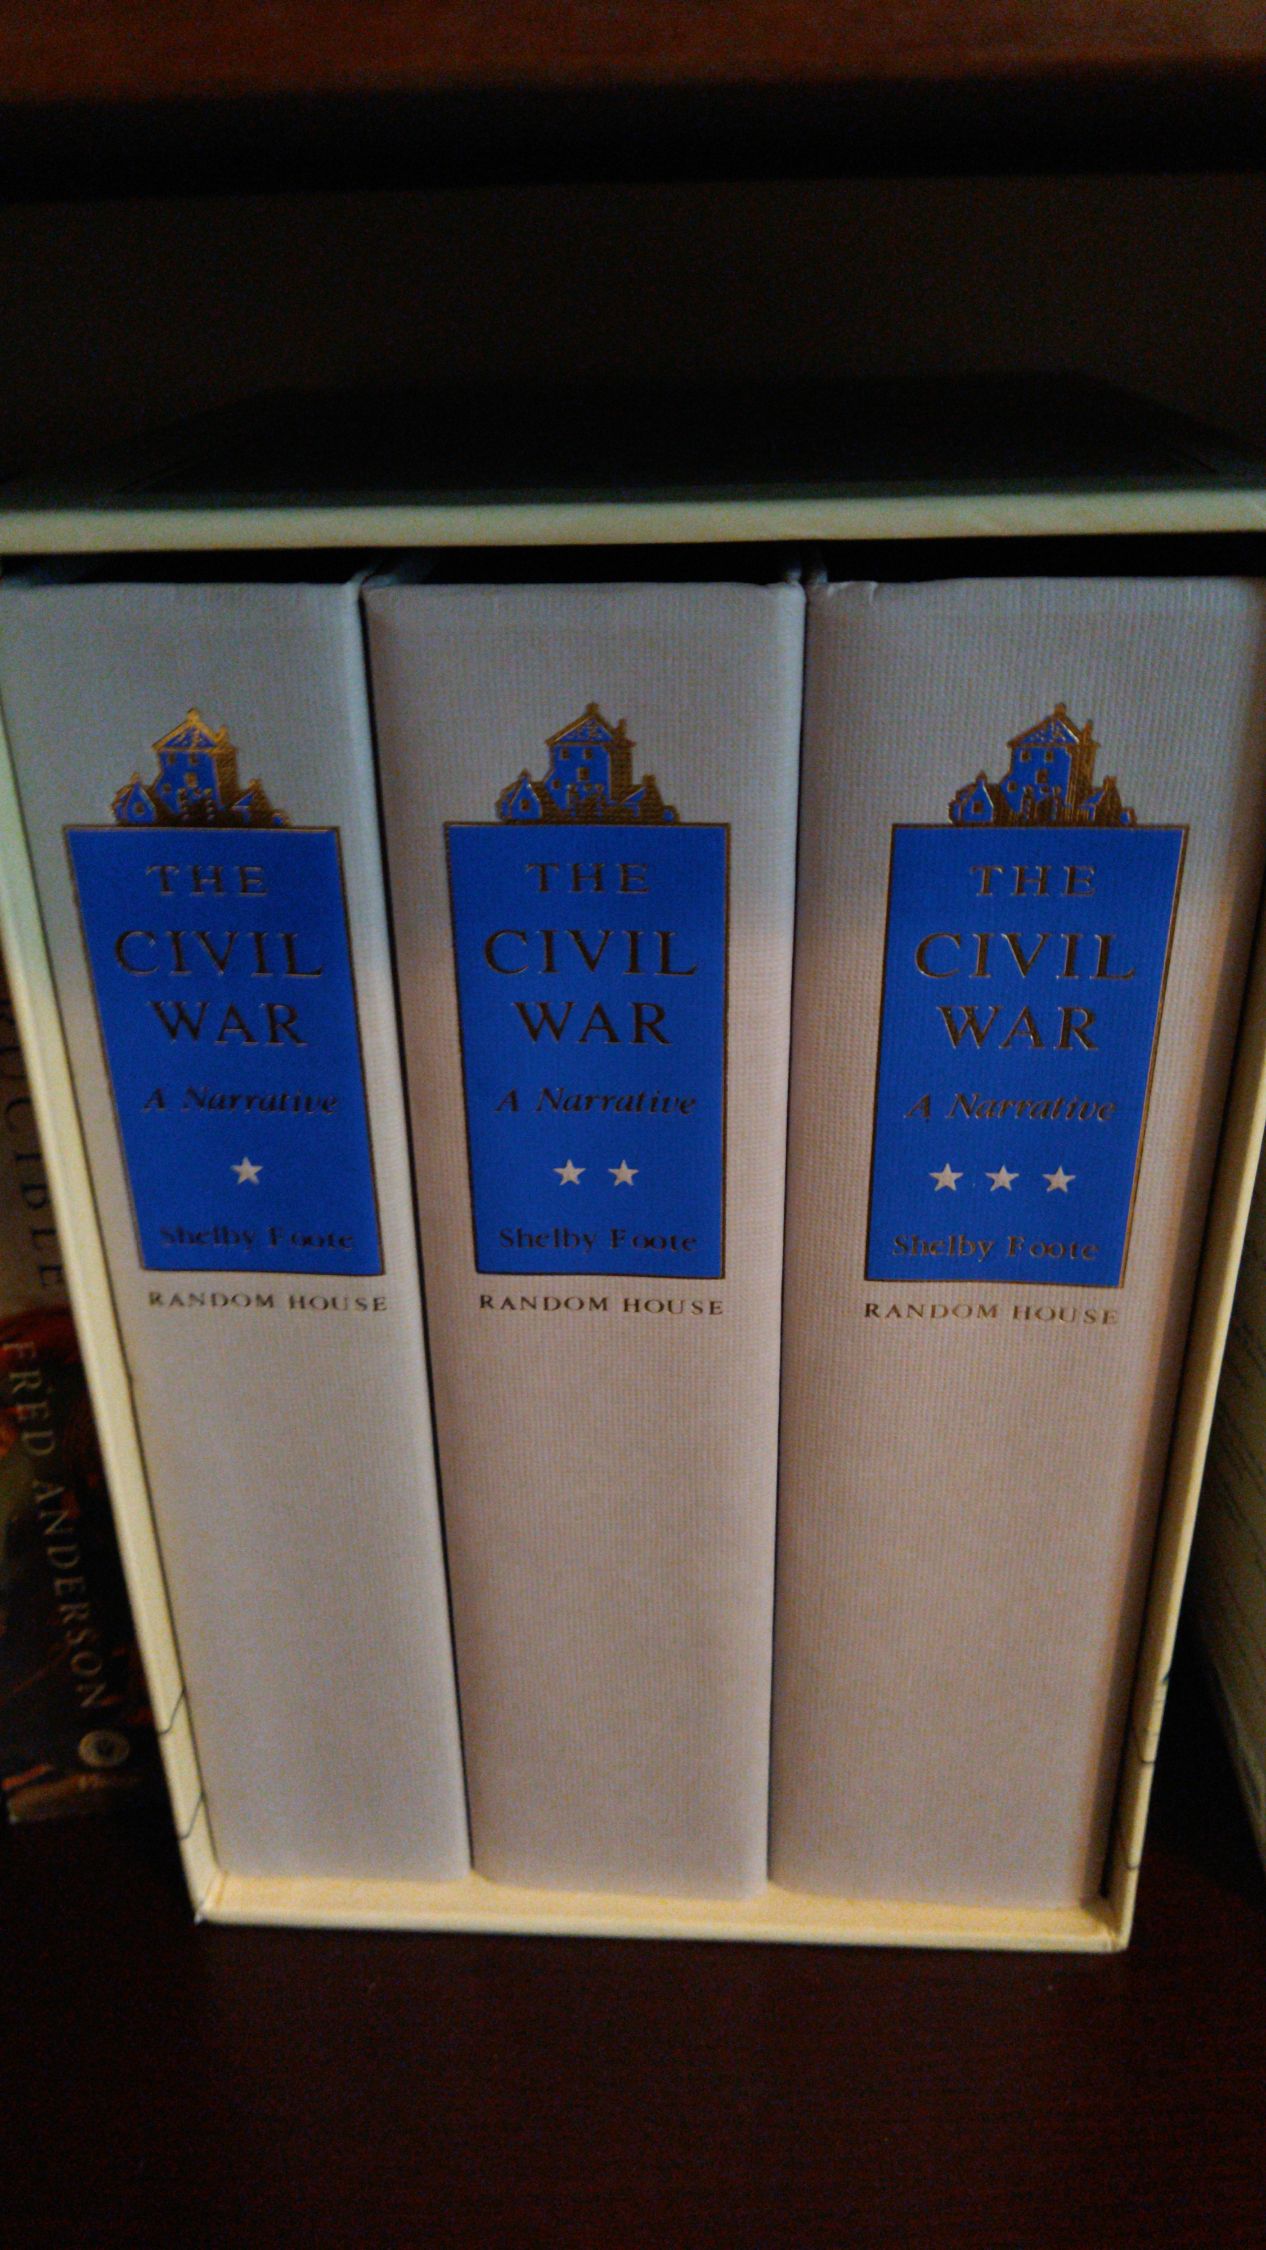 THE
CIVIL
WAR
A Narrative
Shelby Foote
RANDOM HOUSE
THE
CIVIL
WAR
A Narrative
Shelby Foote
RANDOM HOUSE
THE
CIVIL
WAR
A Narrative
Shelby Foote
RANDOM HOUSE
FRED ANDERSON